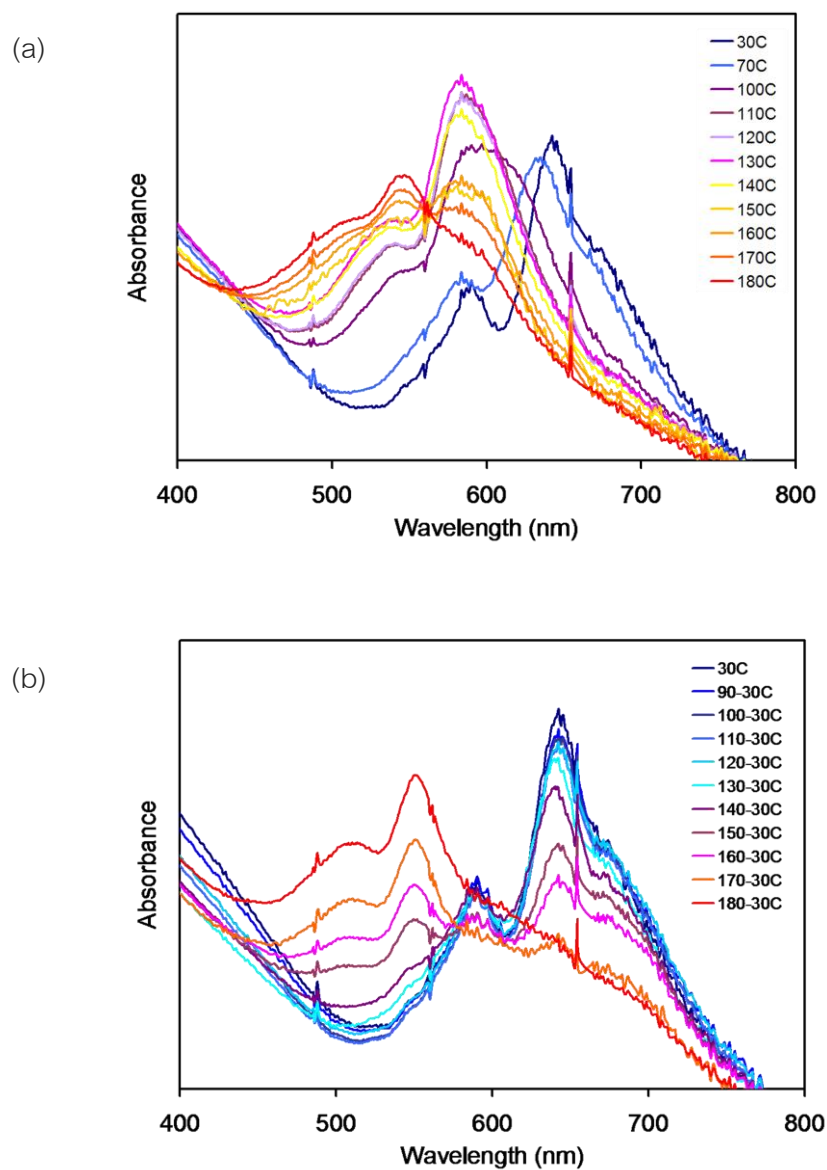 (a)
Absorbance
30C
70C
100C
110C
120C
130C
140C
150C
160C
170C
180C
400 500 600 700 800
Wavelength (nm)
(b)
Absorbance
30C
90-30C
100-30C
110-30C
120-30C
130-30C
140-30C
150-30C
160-30C
170-30C
180-30C
400 500 600 700 800
Wavelength (nm)